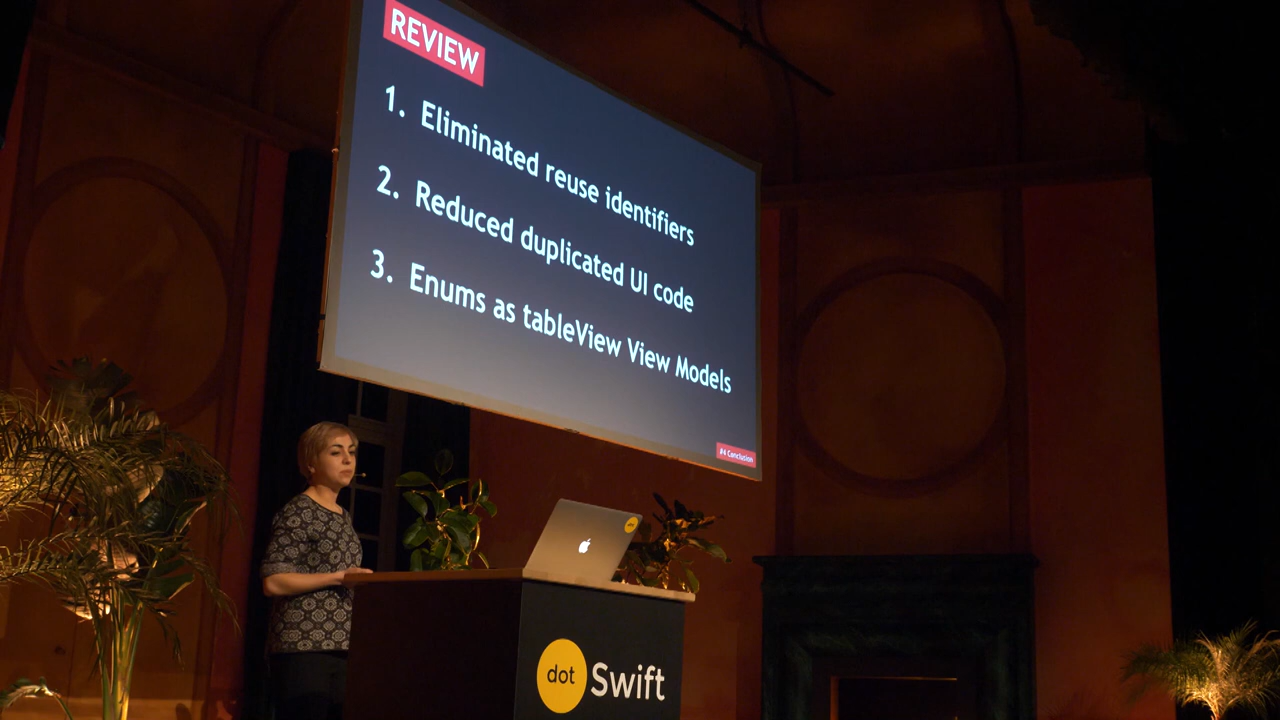 REVIEW
1. Eliminated reuse identifiers
2. Reduced duplicated UI code
3. Enums as tableView View Models
#4 Conclusion
dot
dot Swift